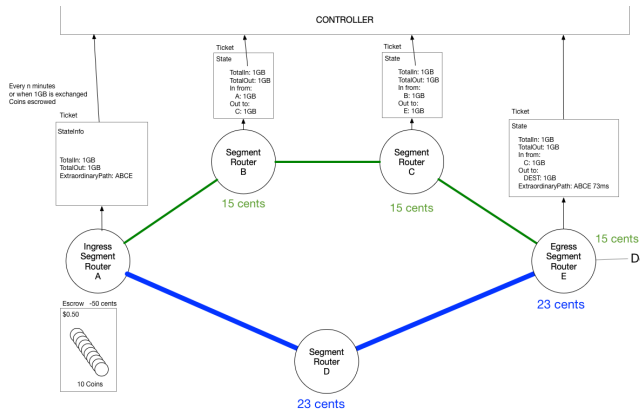 CONTROLLER
Every n minutes
or when 1GB is exchanged
Coins escrowed
Ticket
StateInfo
TotalIn: 1GB
TotalOut: 1GB
ExtraordinaryPath: ABCE
Ticket
State
TotalIn: 1GB
TotalOut: 1GB
In from:
A: 1GB
Out to:
C: 1GB
Ticket
State
TotalIn: 1GB
TotalOut: 1GB
In from:
B: 1GB
Out to:
E: 1GB
Ticket
State
TotalIn: 1GB
TotalOut: 1GB
In from:
C: 1GB
Out to:
DEST: 1GB
ExtraordinaryPath: ABCE 73ms
Segment
Router
B
15 cents
Segment
Router
C
15 cents
Ingress
Segment
Router
A
Egress
Segment
Router
E
15 cents
D
23 cents
Escrow -50 cents
$0.50
10 Coins
Segment
Router
D
23 cents